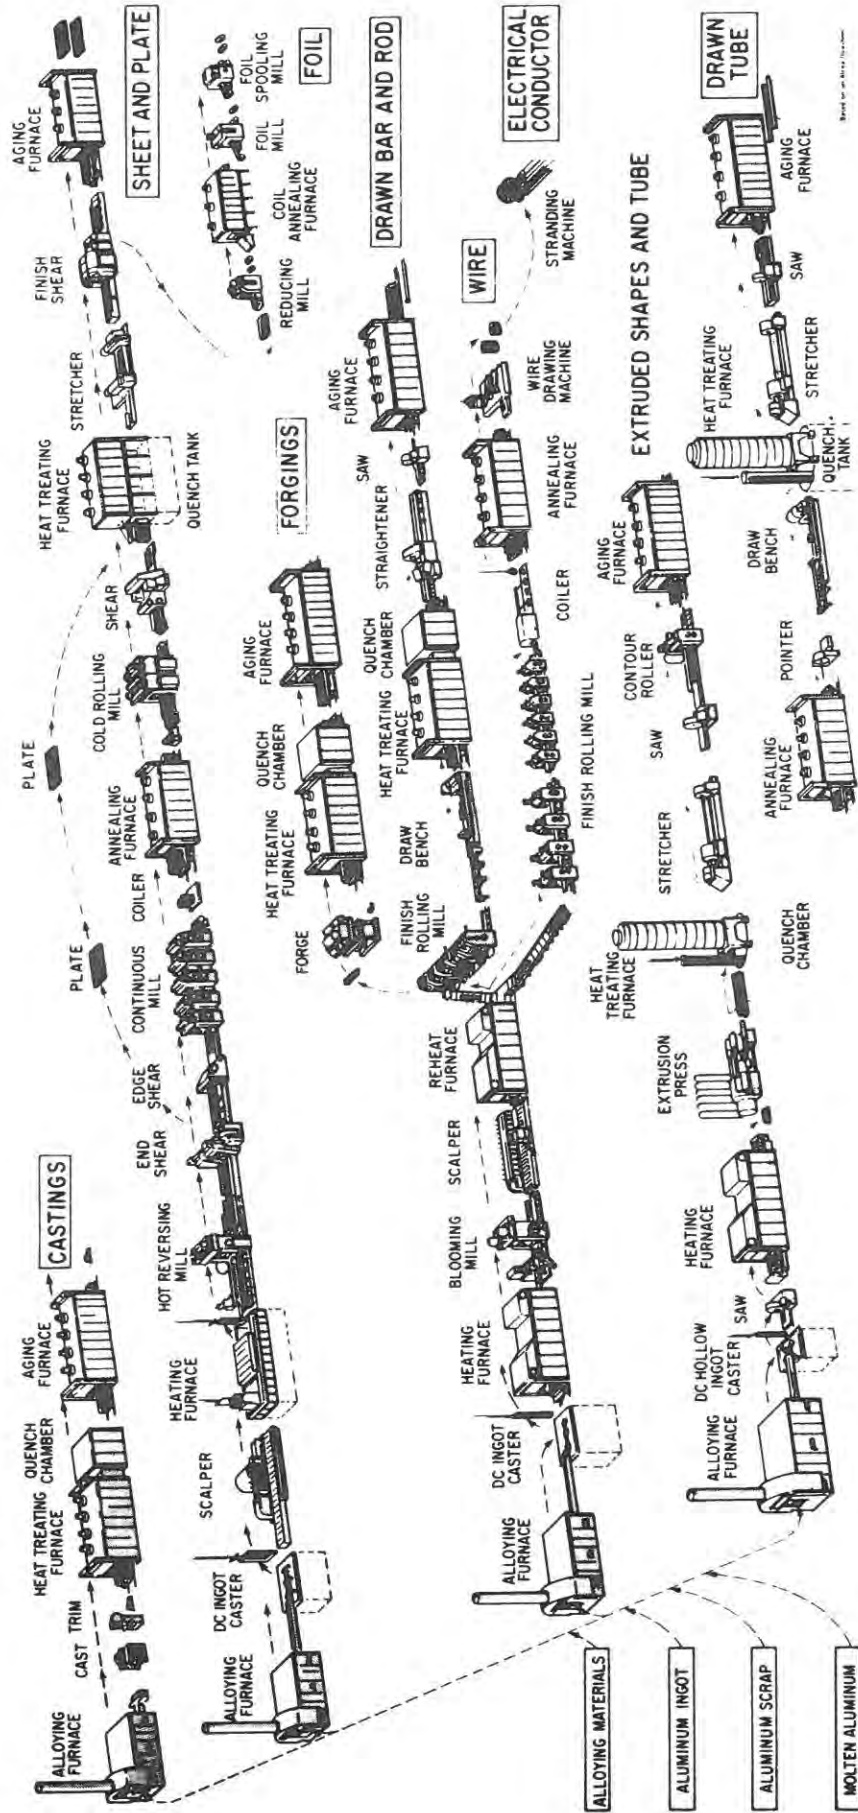 ALLOYING
FURNACE
CAST
TRIM
HEAT TREATING
FURNACE
QUENCH
CHAMBER
AGING
FURNACE
CASTINGS
ALLOYING
FURNACE
DC INGOT
CASTER
SCALPER
HEATING
FURNACE
HOT REVERSING
MILL
END
SHEAR
EDGE
SHEAR
PLATE
CONTINUOUS
MILL
COILER
ANNEALING
FURNACE
PLATE
COLD ROLLING
MILL
SHEAR
HEAT TREATING
FURNACE
QUENCH TANK
STRETCHER
FINISH
SHEAR
AGING
FURNACE
SHEET AND PLATE
REDUCING
MILL
COIL
ANNEALING
FURNACE
FOIL
MILL
FOIL
SPOOLING
MILL
FOIL
FORGE
HEAT TREATING
FURNACE
QUENCH
CHAMBER
AGING
FURNACE
FORGINGS
ALLOYING
FURNACE
DC INGOT
CASTER
HEATING
FURNACE
BLOOMING
MILL
SCALPER
REHEAT
FURNACE
FINISH
ROLLING
MILL
DRAW
BENCH
HEAT TREATING
FURNACE
QUENCH
CHAMBER
STRAIGHTENER
SAW
AGING
FURNACE
DRAWN BAR AND ROD
FINISH ROLLING MILL
COILER
ANNEALING
FURNACE
WIRE
DRAWING
MACHINE
WIRE
STRANDING
MACHINE
ELECTRICAL
CONDUCTOR
ALLOYING
FURNACE
DC HOLLOW
INGOT
CASTER
SAW
HEATING
FURNACE
EXTRUSION
PRESS
HEAT
TREATING
FURNACE
QUENCH
CHAMBER
STRETCHER
SAW
CONTOUR
ROLLER
AGING
FURNACE
EXTRUDED SHAPES AND TUBE
ANNEALING
FURNACE
POINTER
DRAW
BENCH
HEAT TREATING
FURNACE
QUENCH
TANK
STRETCHER
SAW
AGING
FURNACE
DRAWN
TUBE
ALLOYING MATERIALS
ALUMINUM INGOT
ALUMINUM SCRAP
MOLTEN ALUMINUM